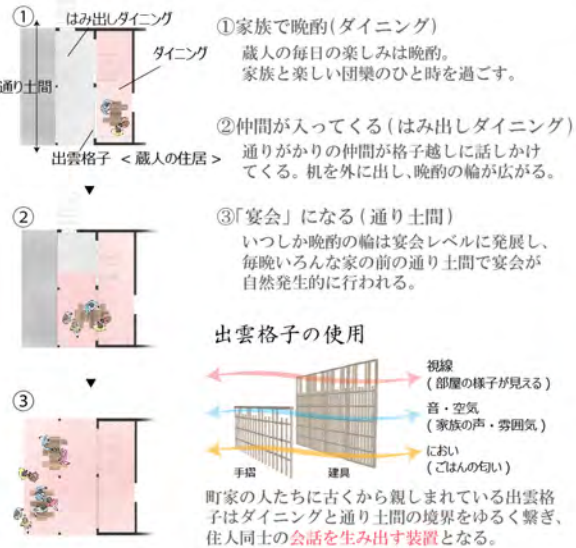 ①
はみ出しダイニング
ダイニング
通り土間
出雲格子 < 蔵人の住居 >
▼
②
▼
③
①家族で晩酌(ダイニング)
蔵人の毎日の楽しみは晩酌。
家族と楽しい団欒のひと時を過ごす。
②仲間が入ってくる(はみ出しダイニング)
通りがかりの仲間が格子越しに話しかけ
てくる。机を外に出し、晩酌の輪が広がる。
③「宴会」になる(通り土間)
いつしか晩酌の輪は宴会レベルに発展し、
毎晩いろんな家の前の通り土間で宴会が
自然発生的に行われる。
出雲格子の使用
視線
(部屋の様子が見える)
音・空気
(家族の声・雰囲気)
におい
(ごはんの匂い)
手摺
建具
町家の人たちに古くから親しまれている出雲格
子はダイニングと通り土間の境界をゆるく繋ぎ、
住人同士の会話を生み出す装置となる。